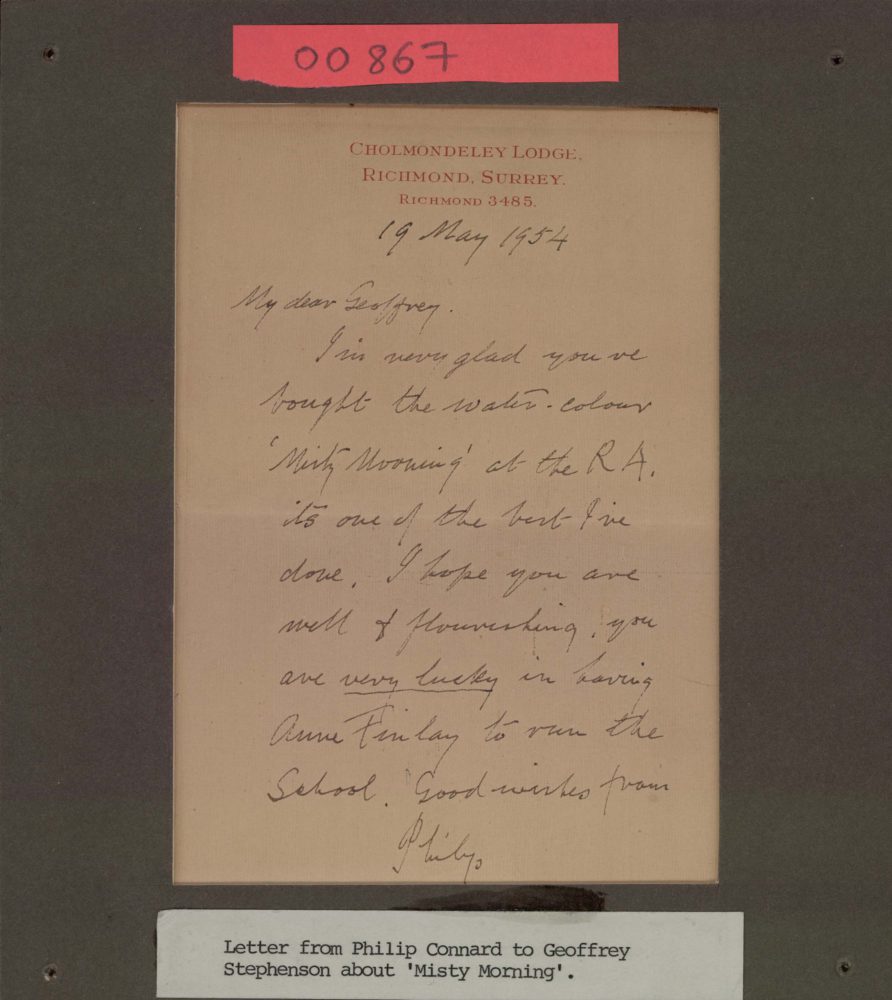 00867
CHOLMONDELEY LODGE,
RICHMOND, SURREY.
RICHMOND 3485.
19 May 1954
My dear Geoffrey.
I'm very glad you've
bought the water-colour
'Misty Morning' at the R A.
its one of the best I've
done. I hope you are
well & flourishing, you
are very lucky in having
Anne Finlay to run the
School. Good wishes from
Philip
Letter from Philip Connard to Geoffrey
Stephenson about 'Misty Morning'.